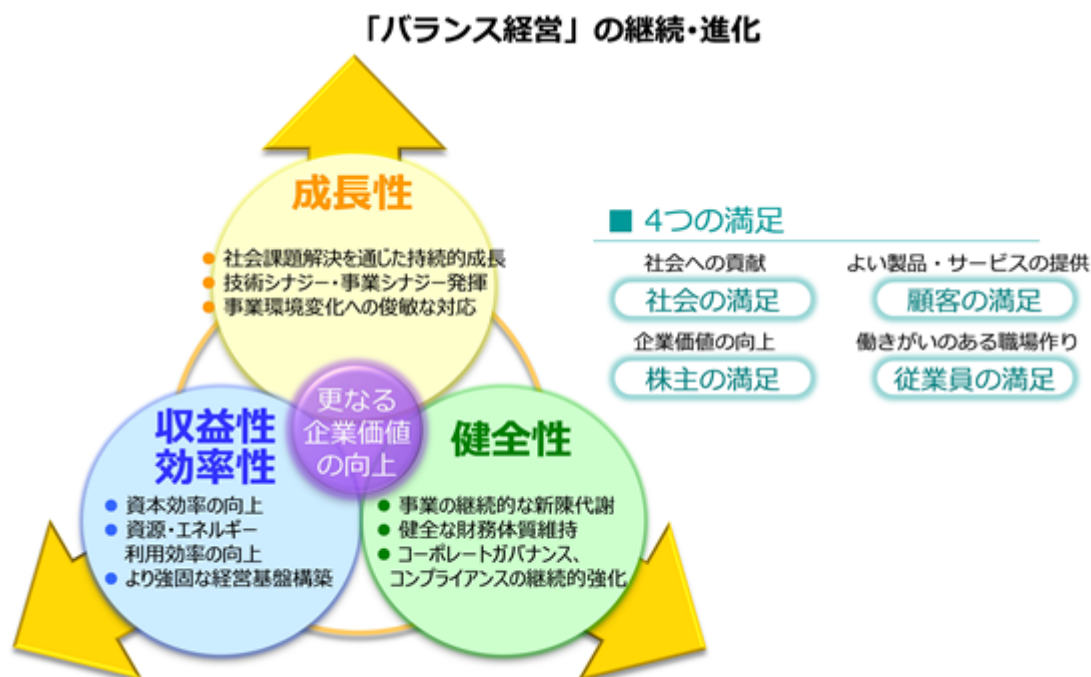 「バランス経営」の継続・進化
成長性
● 社会課題解決を通じた持続的成長
● 技術シナジー・事業シナジー発揮
● 事業環境変化への俊敏な対応
更なる
企業価値
の向上
収益性
効率性
● 資本効率の向上
● 資源・エネルギー
利用効率の向上
● より強固な経営基盤構築
健全性
● 事業の継続的な新陳代謝
● 健全な財務体質維持
● コーポレートガバナンス、
コンプライアンスの継続的強化
■ 4つの満足
社会への貢献
社会の満足
よい製品・サービスの提供
顧客の満足
企業価値の向上
株主の満足
働きがいのある職場作り
従業員の満足